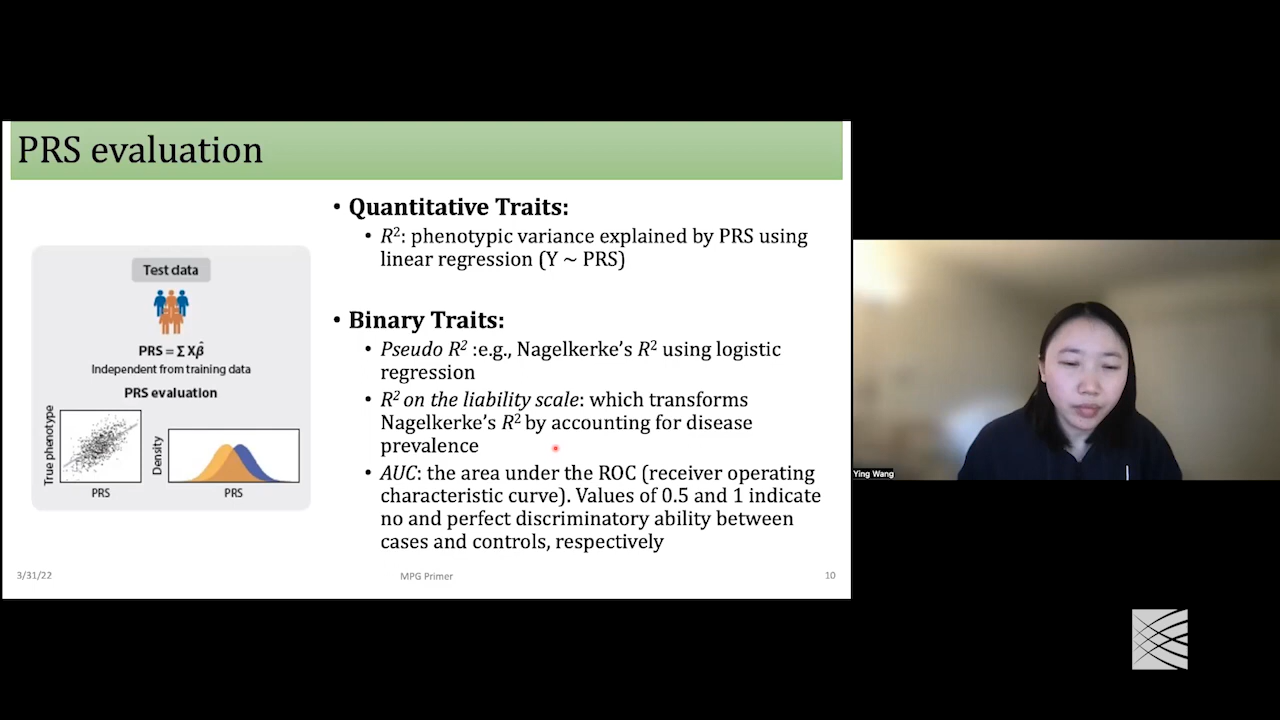 PRS evaluation
Test data
PRS = Σ Xβ̂
Independent from training data
PRS evaluation
True phenotype
PRS
Density
PRS
• Quantitative Traits:
• R²: phenotypic variance explained by PRS using
linear regression (Y ~ PRS)
• Binary Traits:
• Pseudo R² :e.g., Nagelkerke’s R² using logistic
regression
• R² on the liability scale: which transforms
Nagelkerke’s R² by accounting for disease
prevalence
• AUC: the area under the ROC (receiver operating
characteristic curve). Values of 0.5 and 1 indicate
no and perfect discriminatory ability between
cases and controls, respectively
3/31/22
MPG Primer
10
Ying Wang